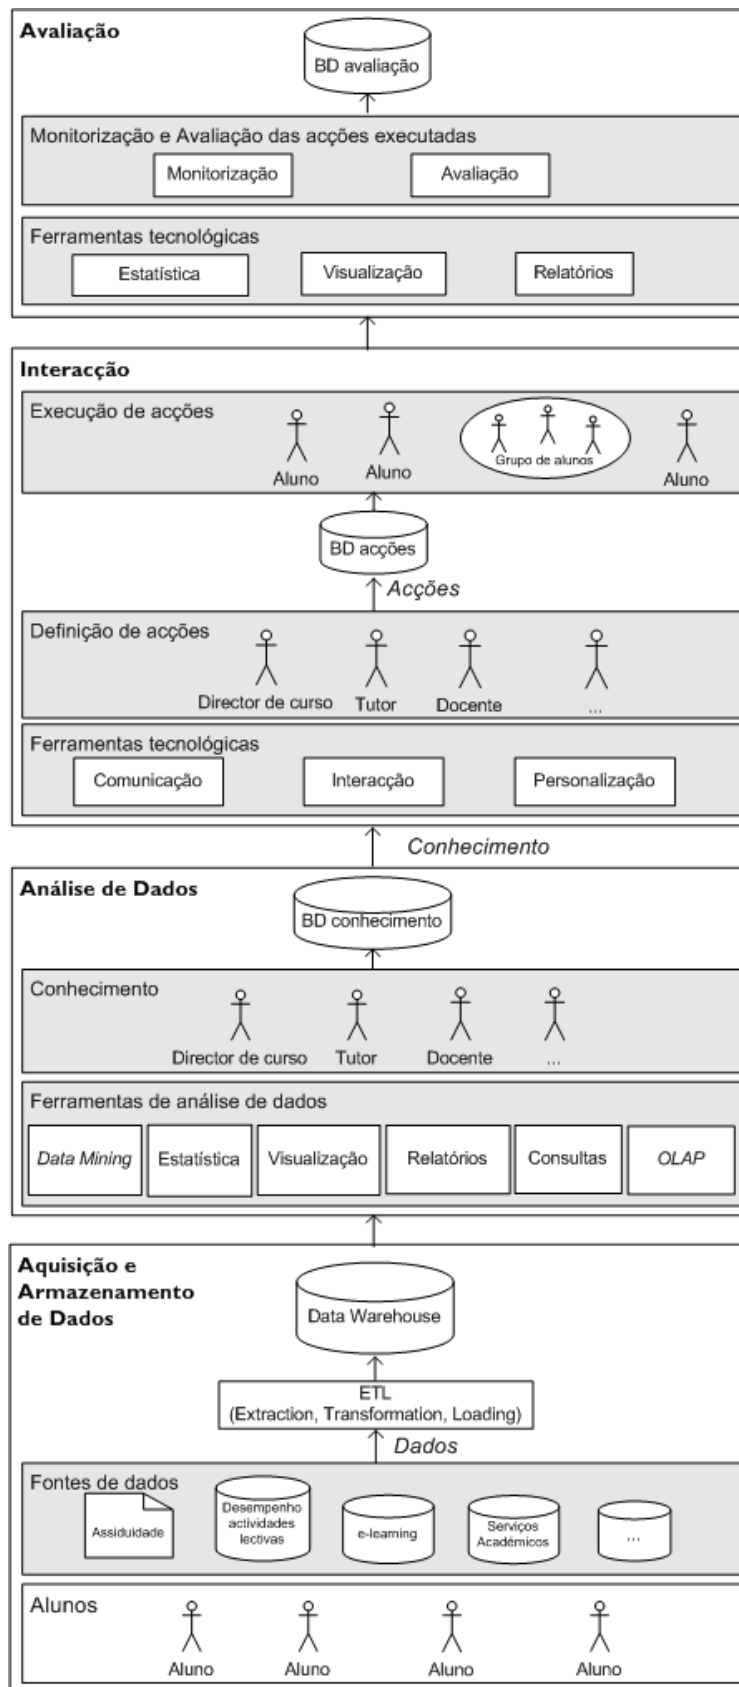 Avaliação
BD avaliação
Monitorização e Avaliação das acções executadas
Monitorização
Avaliação
Ferramentas tecnológicas
Estatística
Visualização
Relatórios
Interacção
Execução de acções
Aluno
Aluno
Grupo de alunos
Aluno
BD acções
Acções
Definição de acções
Director de curso
Tutor
Docente
...
Ferramentas tecnológicas
Comunicação
Interacção
Personalização
Conhecimento
Análise de Dados
BD conhecimento
Conhecimento
Director de curso
Tutor
Docente
...
Ferramentas de análise de dados
Data Mining
Estatística
Visualização
Relatórios
Consultas
OLAP
Aquisição e
Armazenamento
de Dados
Data Warehouse
ETL
(Extraction, Transformation, Loading)
Dados
Fontes de dados
Assiduidade
Desempenho
actividades
lectivas
e-learning
Serviços
Académicos
...
Alunos
Aluno
Aluno
Aluno
Aluno